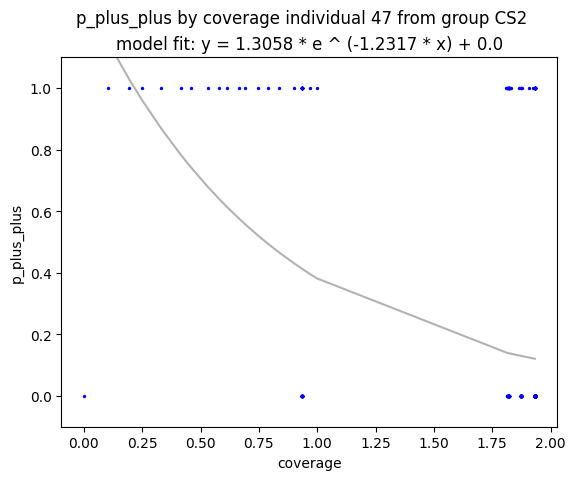 p_plus_plus by coverage individual 47 from group CS2
model fit: y = 1.3058 * e ^ (-1.2317 * x) + 0.0
1.0
0.8
0.6
0.4
0.2
0.0
p_plus_plus
0.00 0.25 0.50 0.75 1.00 1.25 1.50 1.75 2.00
coverage